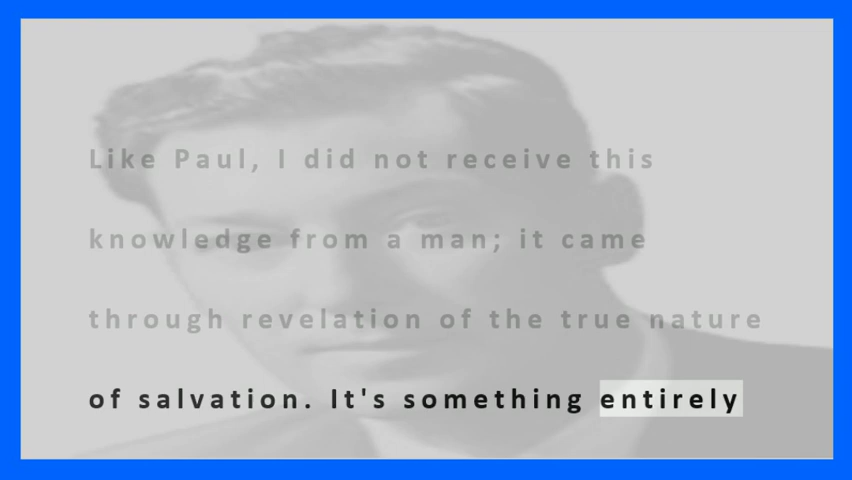 Like Paul, I did not receive this
knowledge from a man; it came
through revelation of the true nature
of salvation. It's something entirely